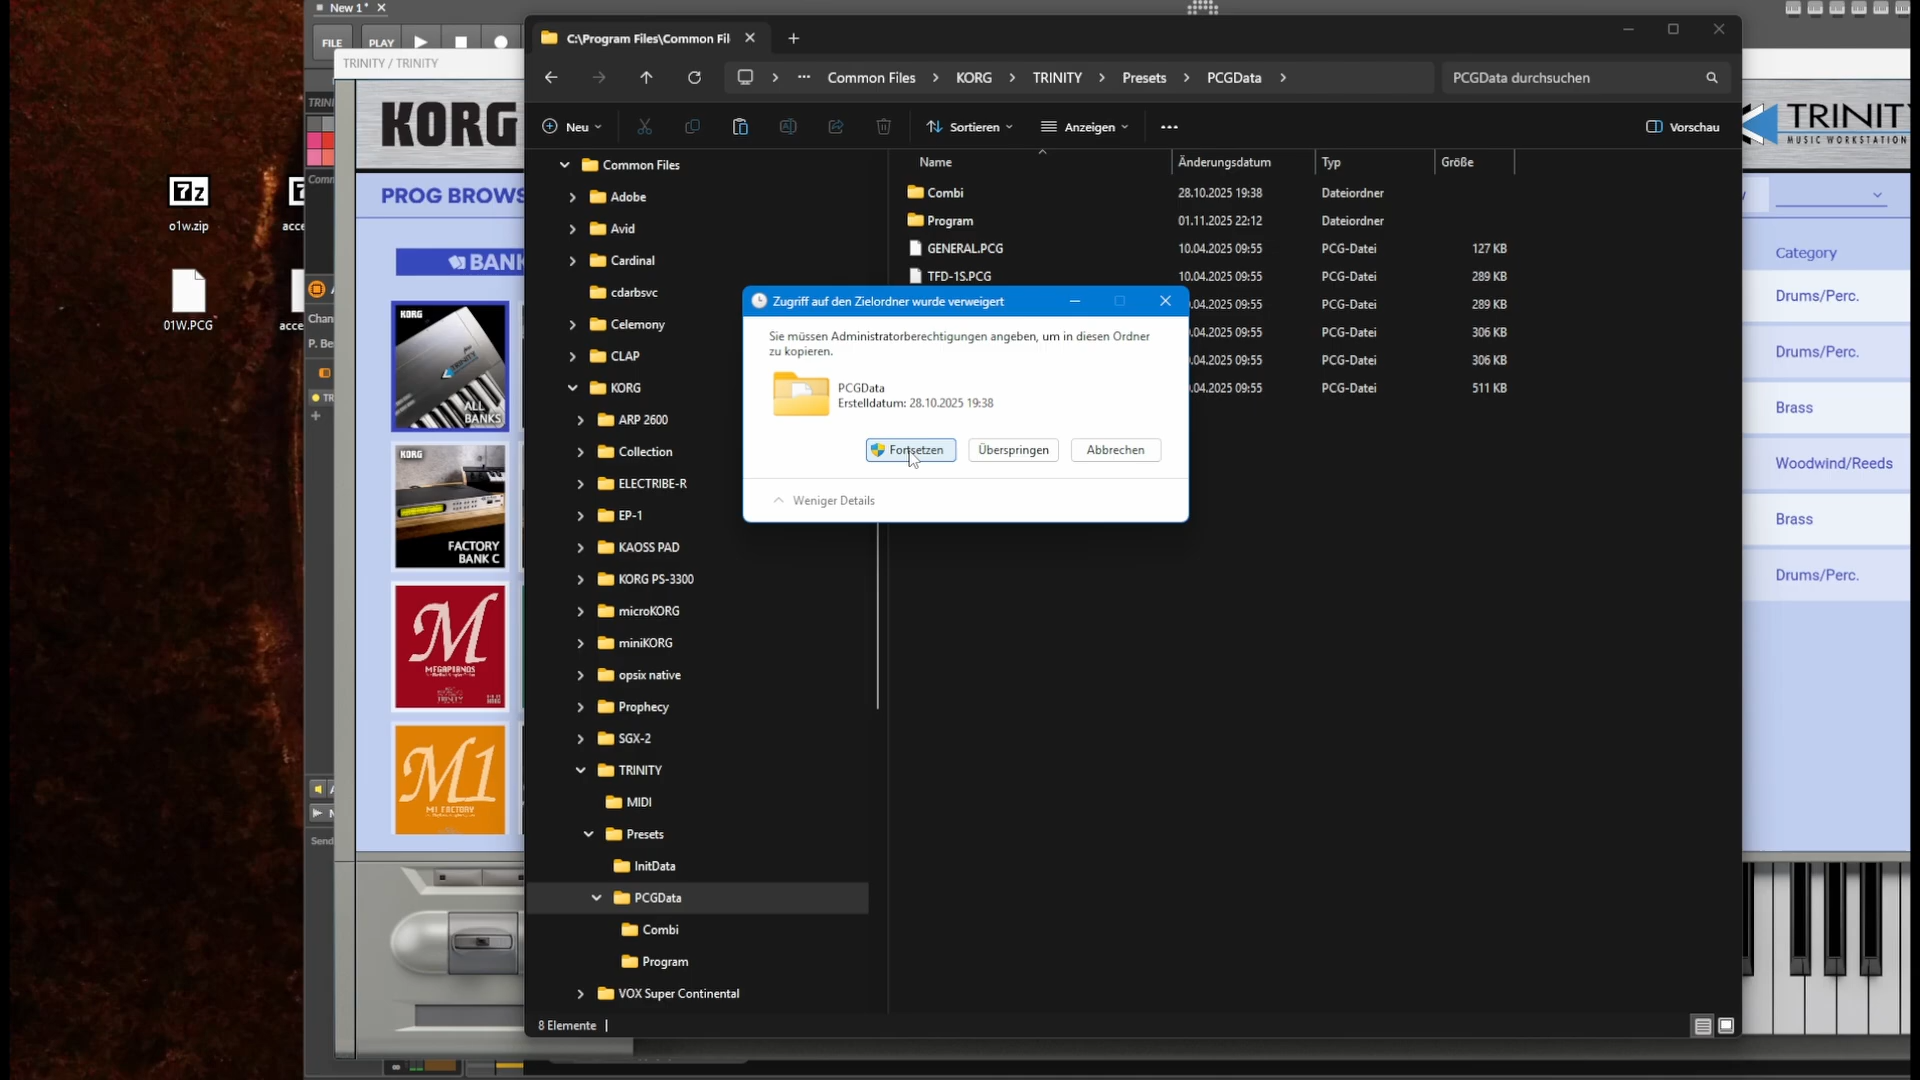 New 1*
FILE
PLAY
TRINITY / TRINITY
KORG
PROG BROWS
BANK
KORG
ALL
BANKS
KORG
FACTORY
BANK C
M
MEGAPIANOS
M1
M1 FACTORY
o1w.zip
acce
01W.PCG
acce
TRINI
Comm
Chan
P. Be
TR
Send
C:\Program Files\Common Fil
Common Files
KORG
TRINITY
Presets
PCGData
PCGData durchsuchen
Neu
Sortieren
Anzeigen
Vorschau
Common Files
Adobe
Avid
Cardinal
cdarbsvc
Celemony
CLAP
KORG
ARP 2600
Collection
ELECTRIBE-R
EP-1
KAOSS PAD
KORG PS-3300
microKORG
miniKORG
opsix native
Prophecy
SGX-2
TRINITY
MIDI
Presets
InitData
PCGData
Combi
Program
VOX Super Continental
8 Elemente
Name Änderungsdatum Typ Größe
Combi 28.10.2025 19:38 Dateiordner
Program 01.11.2025 22:12 Dateiordner
GENERAL.PCG 10.04.2025 09:55 PCG-Datei 127 KB
TFD-1S.PCG 10.04.2025 09:55 PCG-Datei 289 KB
.04.2025 09:55 PCG-Datei 289 KB
.04.2025 09:55 PCG-Datei 306 KB
.04.2025 09:55 PCG-Datei 306 KB
.04.2025 09:55 PCG-Datei 511 KB
Zugriff auf den Zielordner wurde verweigert
Sie müssen Administratorberechtigungen angeben, um in diesen Ordner
zu kopieren.
PCGData
Erstelldatum: 28.10.2025 19:38
Fortsetzen
Überspringen
Abbrechen
Weniger Details
TRINITY
MUSIC WORKSTATION
Category
Drums/Perc.
Drums/Perc.
Brass
Woodwind/Reeds
Brass
Drums/Perc.